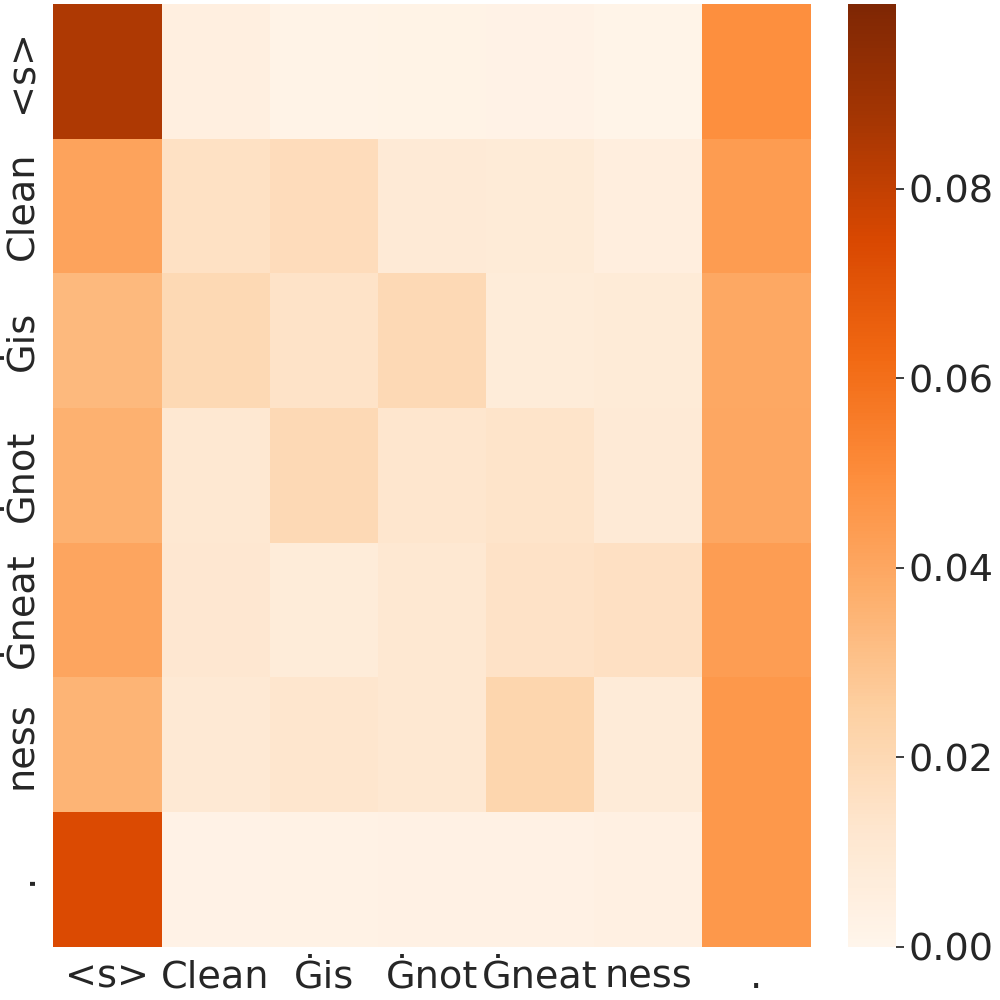 <s>
Clean
Ġis
Ġnot
Ġneat
ness
.
<s> Clean Ġis Ġnot Ġneat ness .
0.08
0.06
0.04
0.02
0.00